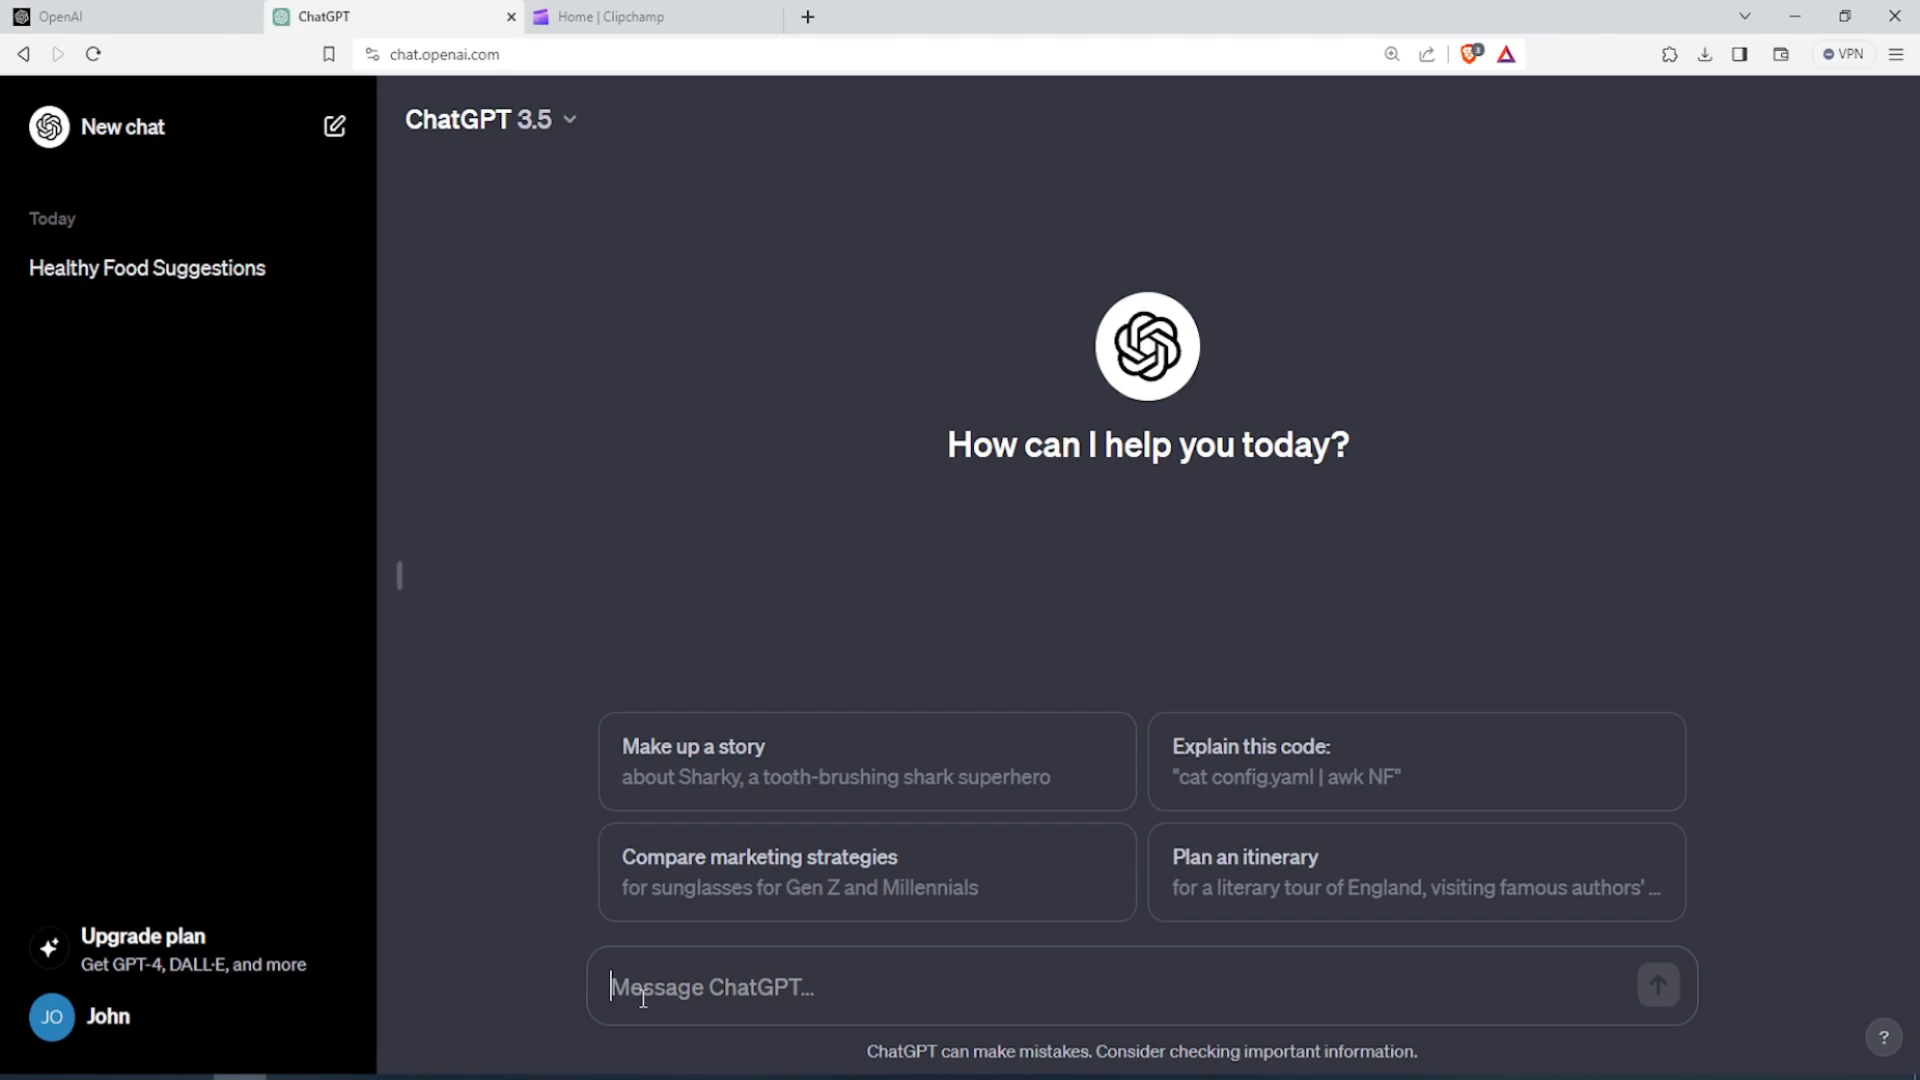 OpenAI
ChatGPT
Home | Clipchamp
chat.openai.com
3
VPN
New chat
Today
Healthy Food Suggestions
Upgrade plan
Get GPT-4, DALL·E, and more
JO
John
ChatGPT 3.5
How can I help you today?
Make up a story
about Sharky, a tooth-brushing shark superhero
Explain this code:
"cat config.yaml | awk NF"
Compare marketing strategies
for sunglasses for Gen Z and Millennials
Plan an itinerary
for a literary tour of England, visiting famous authors' ...
Message ChatGPT...
ChatGPT can make mistakes. Consider checking important information.
?